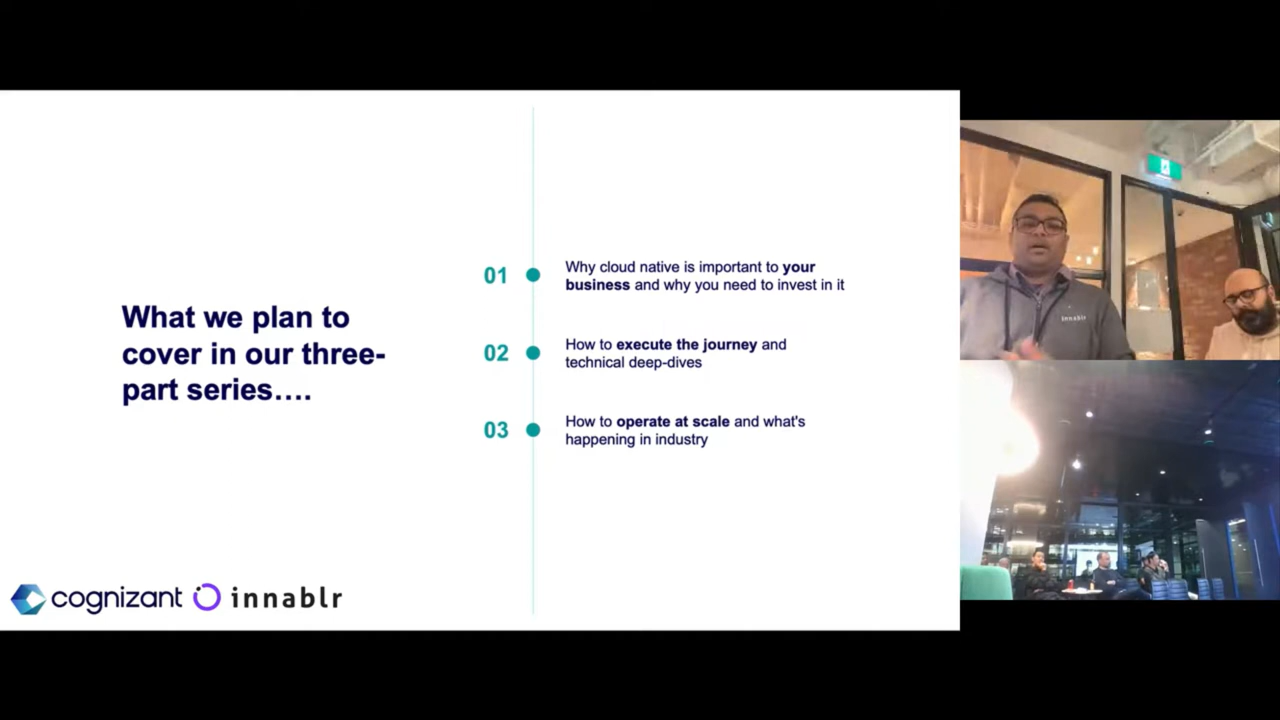 What we plan to
cover in our three-
part series....
01
Why cloud native is important to your
business and why you need to invest in it
02
How to execute the journey and
technical deep-dives
03
How to operate at scale and what's
happening in industry
cognizant innablr
innablr